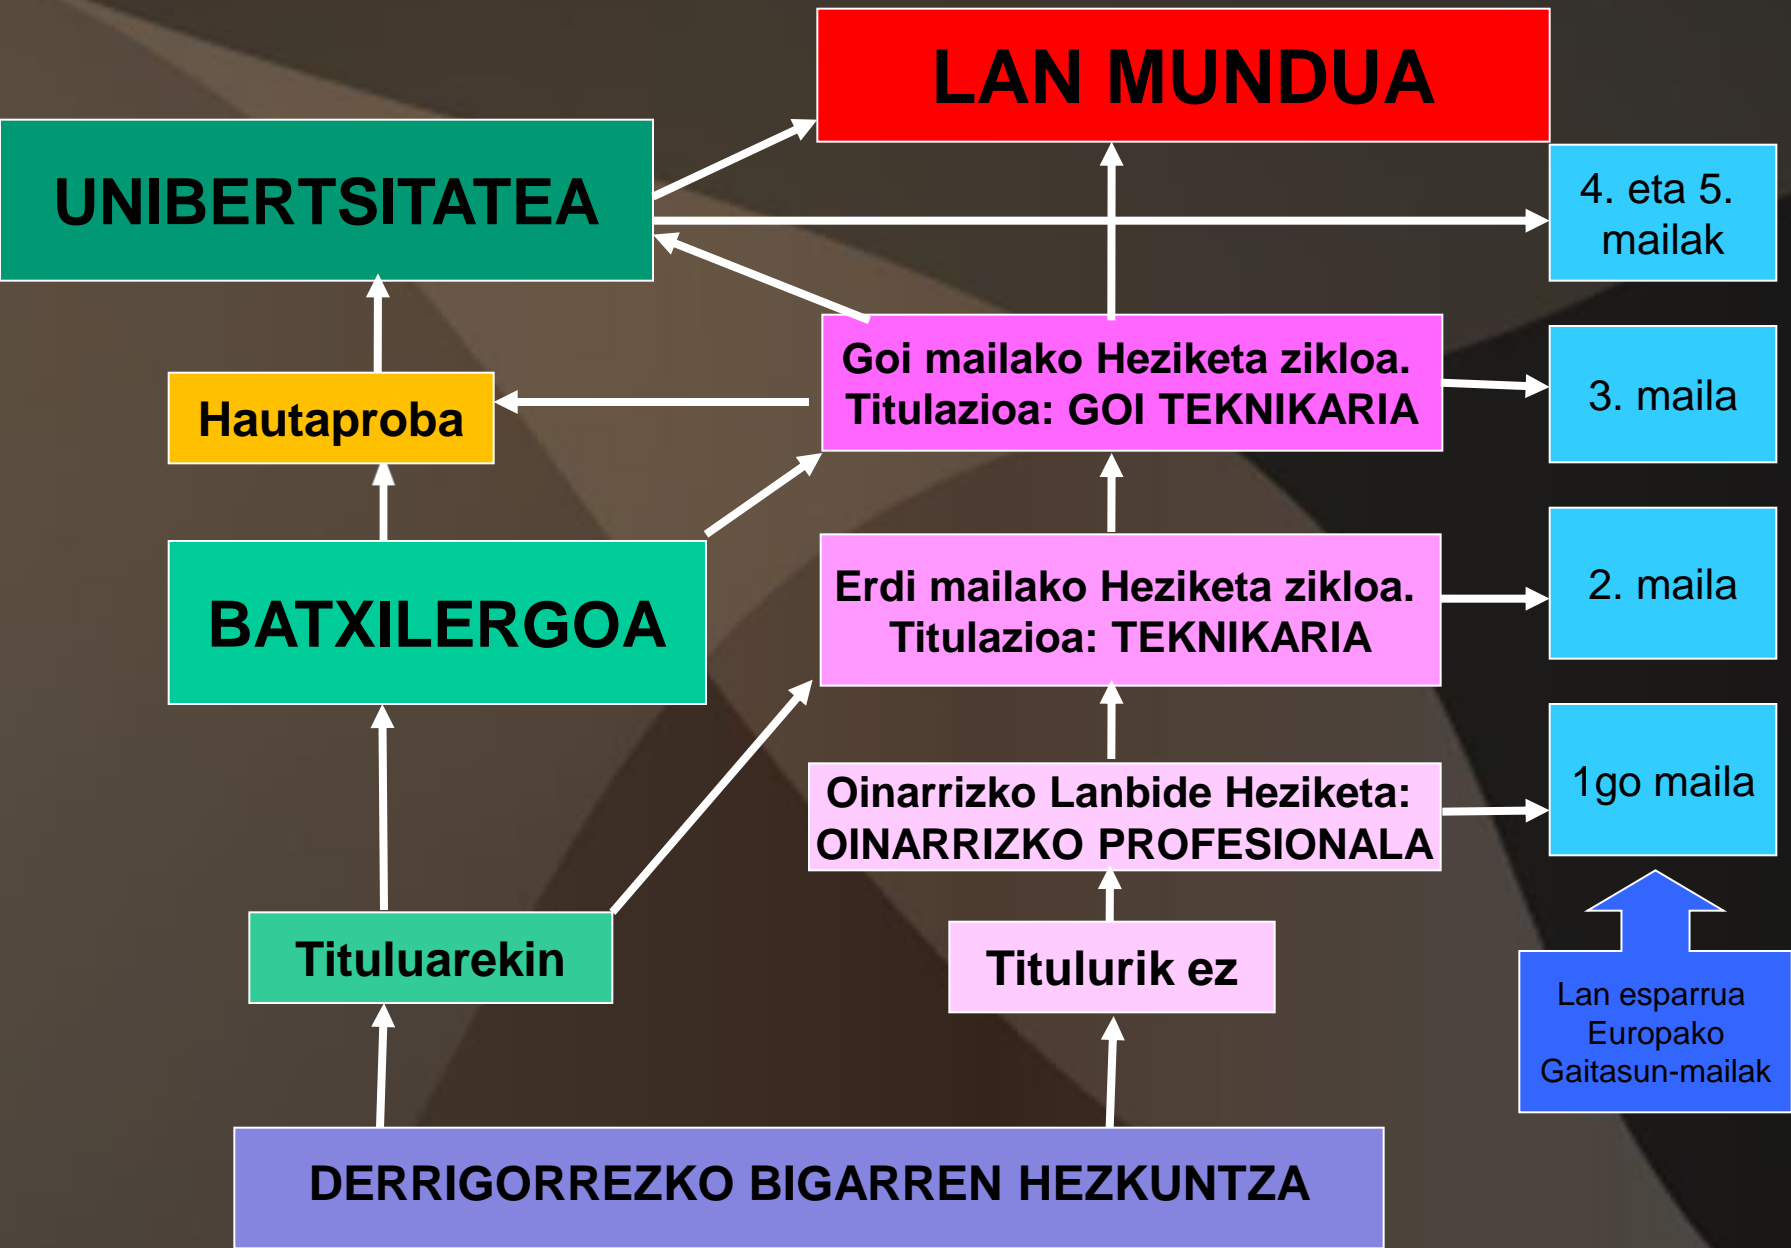 LAN MUNDUA
UNIBERTSITATEA
4. eta 5.
mailak
Goi mailako Heziketa zikloa.
Titulazioa: GOI TEKNIKARIA
3. maila
Hautaproba
BATXILERGOA
Erdi mailako Heziketa zikloa.
Titulazioa: TEKNIKARIA
2. maila
Oinarrizko Lanbide Heziketa:
OINARRIZKO PROFESIONALA
1go maila
Tituluarekin
Titulurik ez
Lan esparrua
Europako
Gaitasun-mailak
DERRIGORREZKO BIGARREN HEZKUNTZA